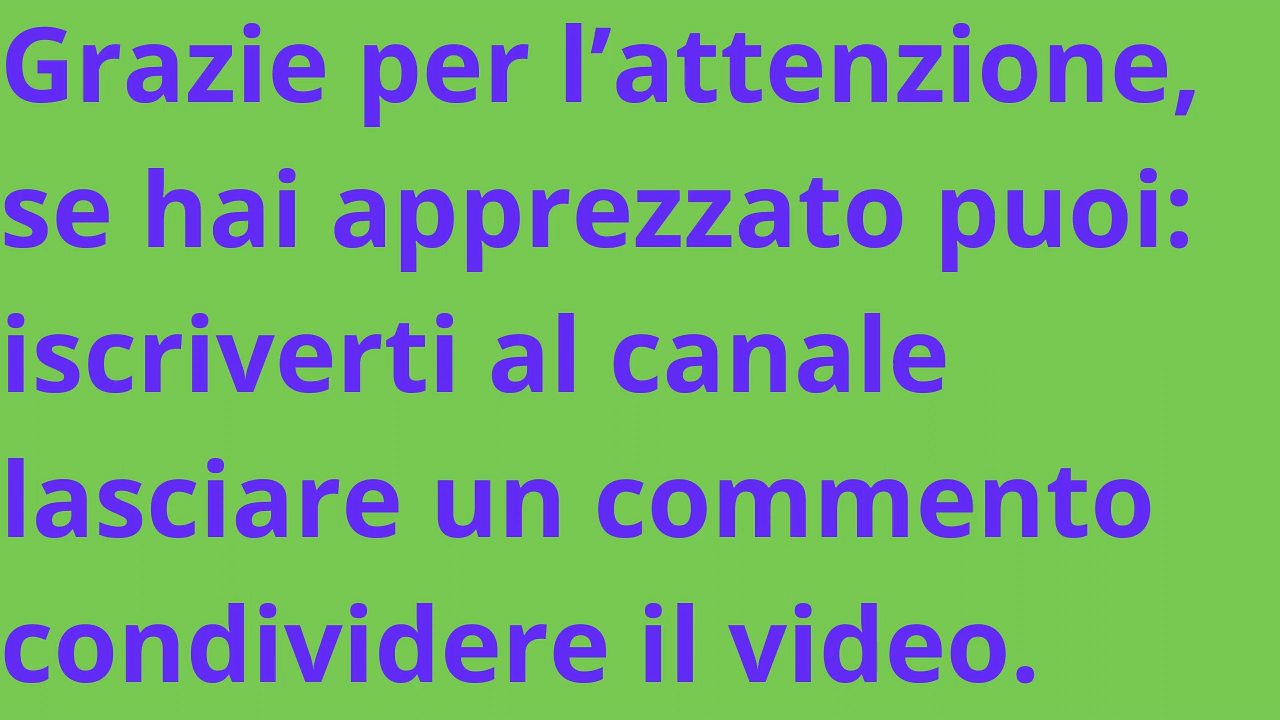 Grazie per l’attenzione,
se hai apprezzato puoi:
iscriverti al canale
lasciare un commento
condividere il video.